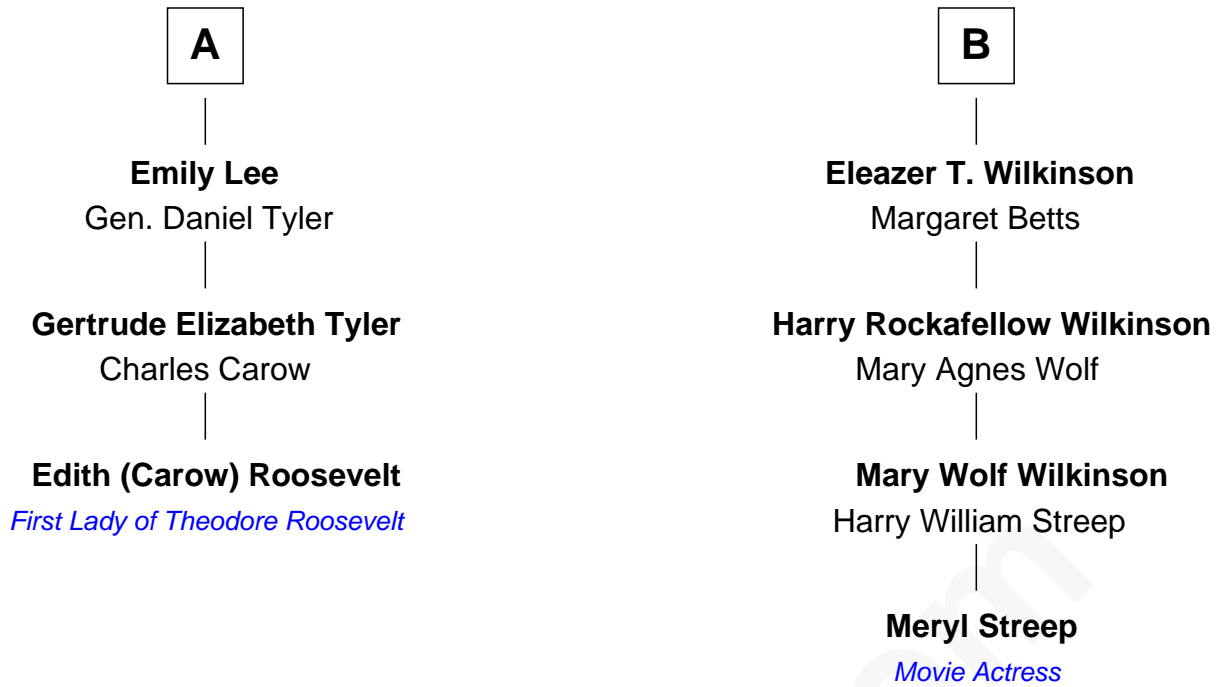 A
Emily Lee
Gen. Daniel Tyler
Gertrude Elizabeth Tyler
Charles Carow
Edith (Carow) Roosevelt
First Lady of Theodore Roosevelt
B
Eleazer T. Wilkinson
Margaret Betts
Harry Rockafellow Wilkinson
Mary Agnes Wolf
Mary Wolf Wilkinson
Harry William Streep
Meryl Streep
Movie Actress